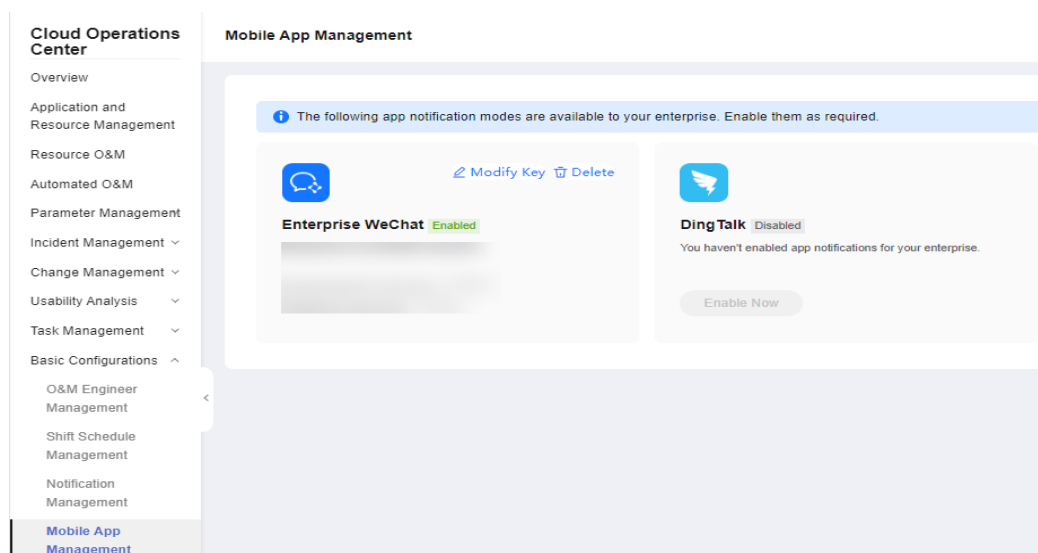 Cloud Operations
Center
Overview
Application and
Resource Management
Resource O&M
Automated O&M
Parameter Management
Incident Management
Change Management
Usability Analysis
Task Management
Basic Configurations
O&M Engineer
Management
Shift Schedule
Management
Notification
Management
Mobile App
Management
Mobile App Management
The following app notification modes are available to your enterprise. Enable them as required.
Modify Key Delete
Enterprise WeChat Enabled
DingTalk Disabled
You haven't enabled app notifications for your enterprise.
Enable Now